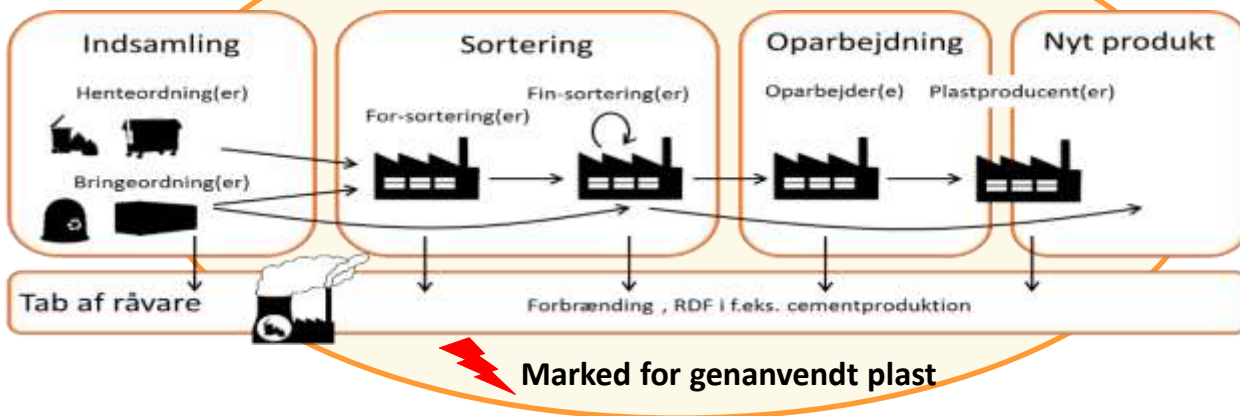 Indsamling
Henteordning(er)
Bringeordning(er)
Sortering
For-sortering(er)
Fin-sortering(er)
Oparbejdning
Oparbejder(e)
Nyt produkt
Plastproducent(er)
Tab af råvare
Forbrænding , RDF i f.eks. cementproduktion
Marked for genanvendt plast